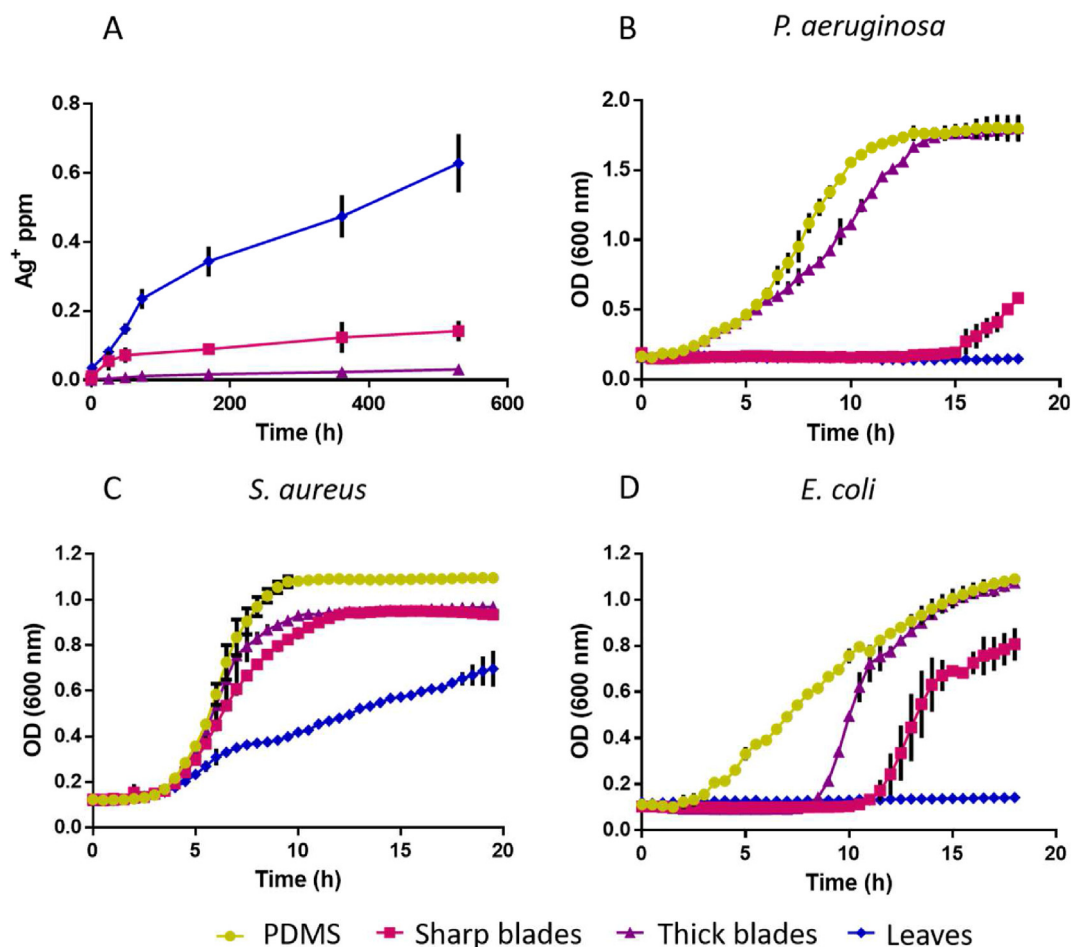 A
Ag+ ppm
0.8
0.6
0.4
0.2
0.0
0 200 400 600
Time (h)
B P. aeruginosa
OD (600 nm)
2.0
1.5
1.0
0.5
0.0
0 5 10 15 20
Time (h)
C S. aureus
OD (600 nm)
1.2
1.0
0.8
0.6
0.4
0.2
0.0
0 5 10 15 20
Time (h)
D E. coli
OD (600 nm)
1.2
1.0
0.8
0.6
0.4
0.2
0.0
0 5 10 15 20
Time (h)
PDMS Sharp blades Thick blades Leaves